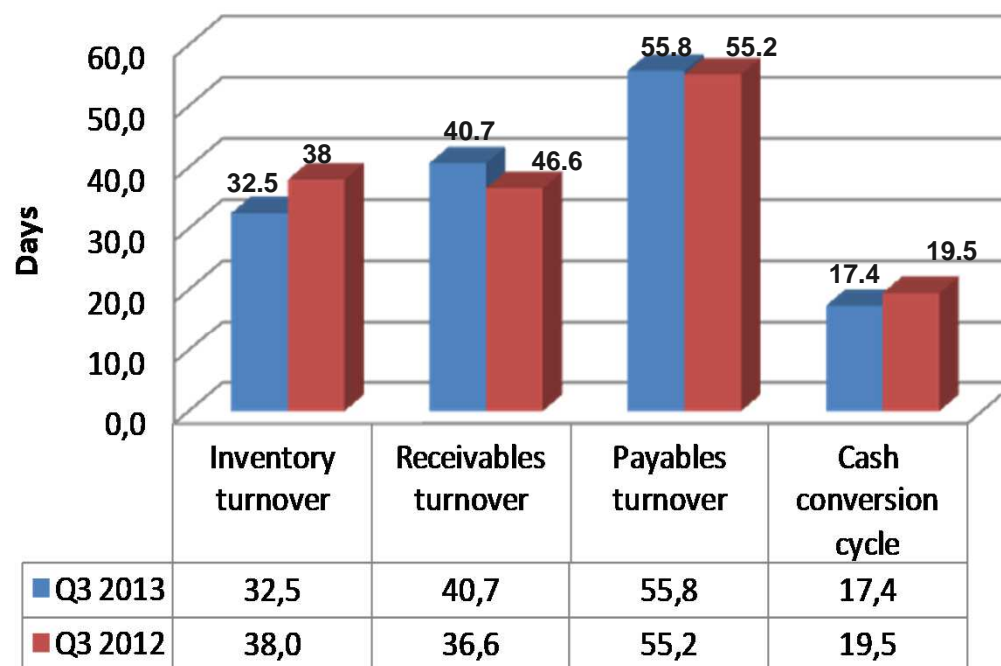 60,0
50,0
40,0
30,0
20,0
10,0
0,0
Days
32.5
38
40.7
46.6
55.8
55.2
17.4
19.5
Inventory turnover
Receivables turnover
Payables turnover
Cash conversion cycle
Q3 2013 32,5 40,7 55,8 17,4
Q3 2012 38,0 36,6 55,2 19,5